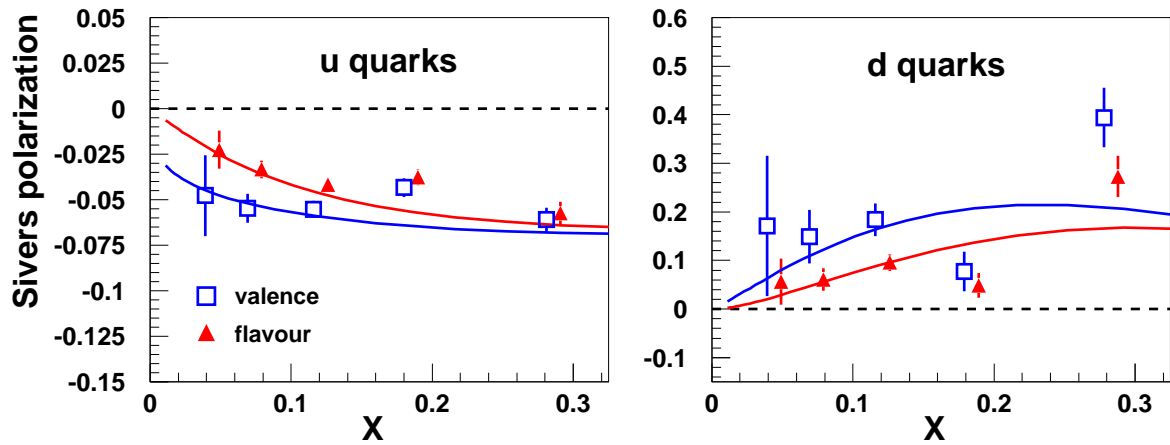 Sivers polarization
u quarks
0.05
0.025
0
-0.025
-0.05
-0.075
-0.1
-0.125
-0.15
valence
flavour
0 0.1 0.2 0.3
X
d quarks
0.6
0.5
0.4
0.3
0.2
0.1
0
-0.1
0 0.1 0.2 0.3
X